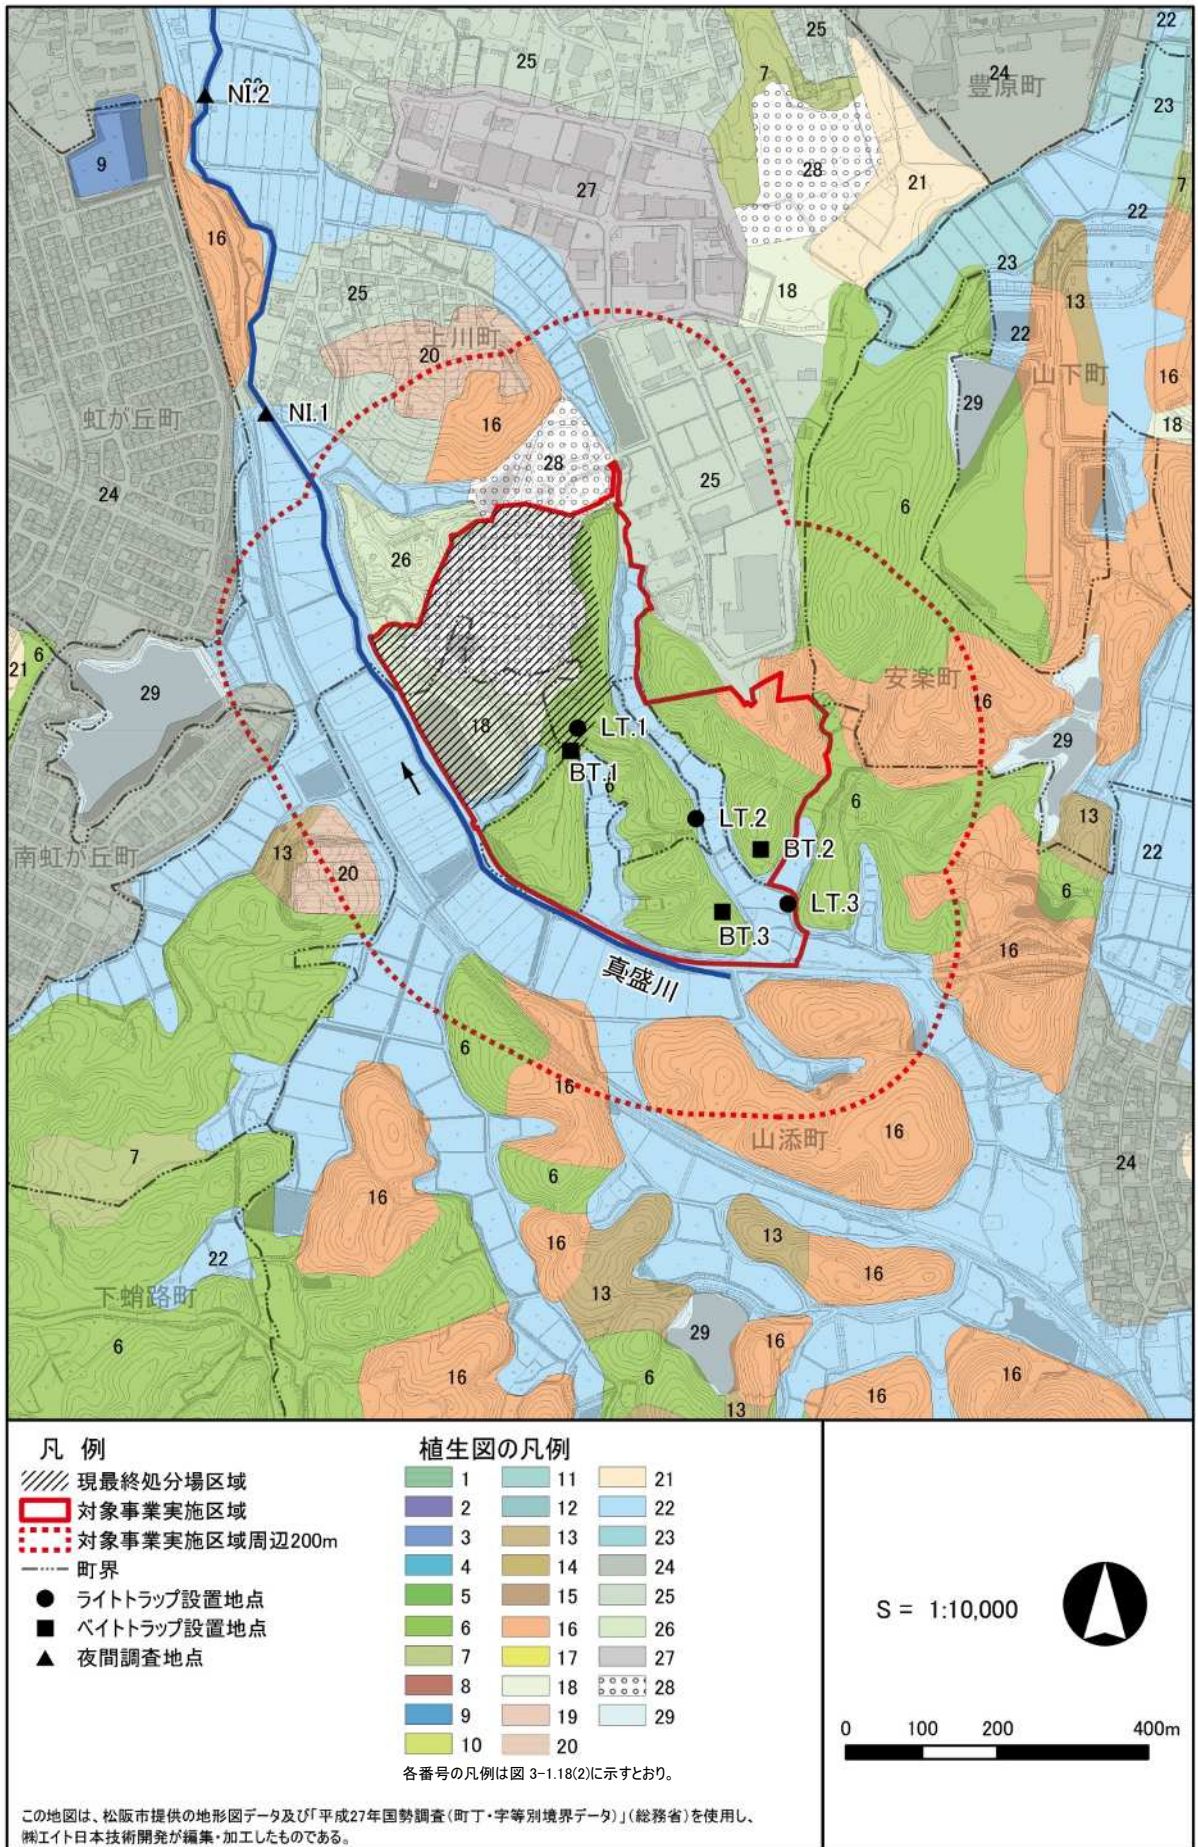 25
22
25
7
24
豊原町
NI.2
23
9
28
21
27
7
22
16
23
25
18
13
上川町
20
22
山下町
16
29
NI.1
16
18
虹が丘町
28
25
24
6
26
6
21
安楽町
29
16
18
LT.1
29
BT.1
6
6
LT.2
13
13
BT.2
22
南虹が丘町
20
6
LT.3
BT.3
16
真盛川
6
16
山添町
16
7
24
6
16
13
22
16
16
下蛸路町
13
29
16
6
16
6
16
16
13
凡 例
現最終処分場区域
対象事業実施区域
対象事業実施区域周辺200m
町界
ライトトラップ設置地点
ベイトトラップ設置地点
夜間調査地点
植生図の凡例
1 11 21
2 12 22
3 13 23
4 14 24
5 15 25
6 16 26
7 17 27
8 18 28
9 19 29
10 20
各番号の凡例は図 3-1.18(2)に示すとおり。
S = 1:10,000
0 100 200 400m
この地図は、松阪市提供の地形図データ及び「平成27年国勢調査(町丁・字等別境界データ)」(総務省)を使用し、
㈱エイト日本技術開発が編集・加工したものである。